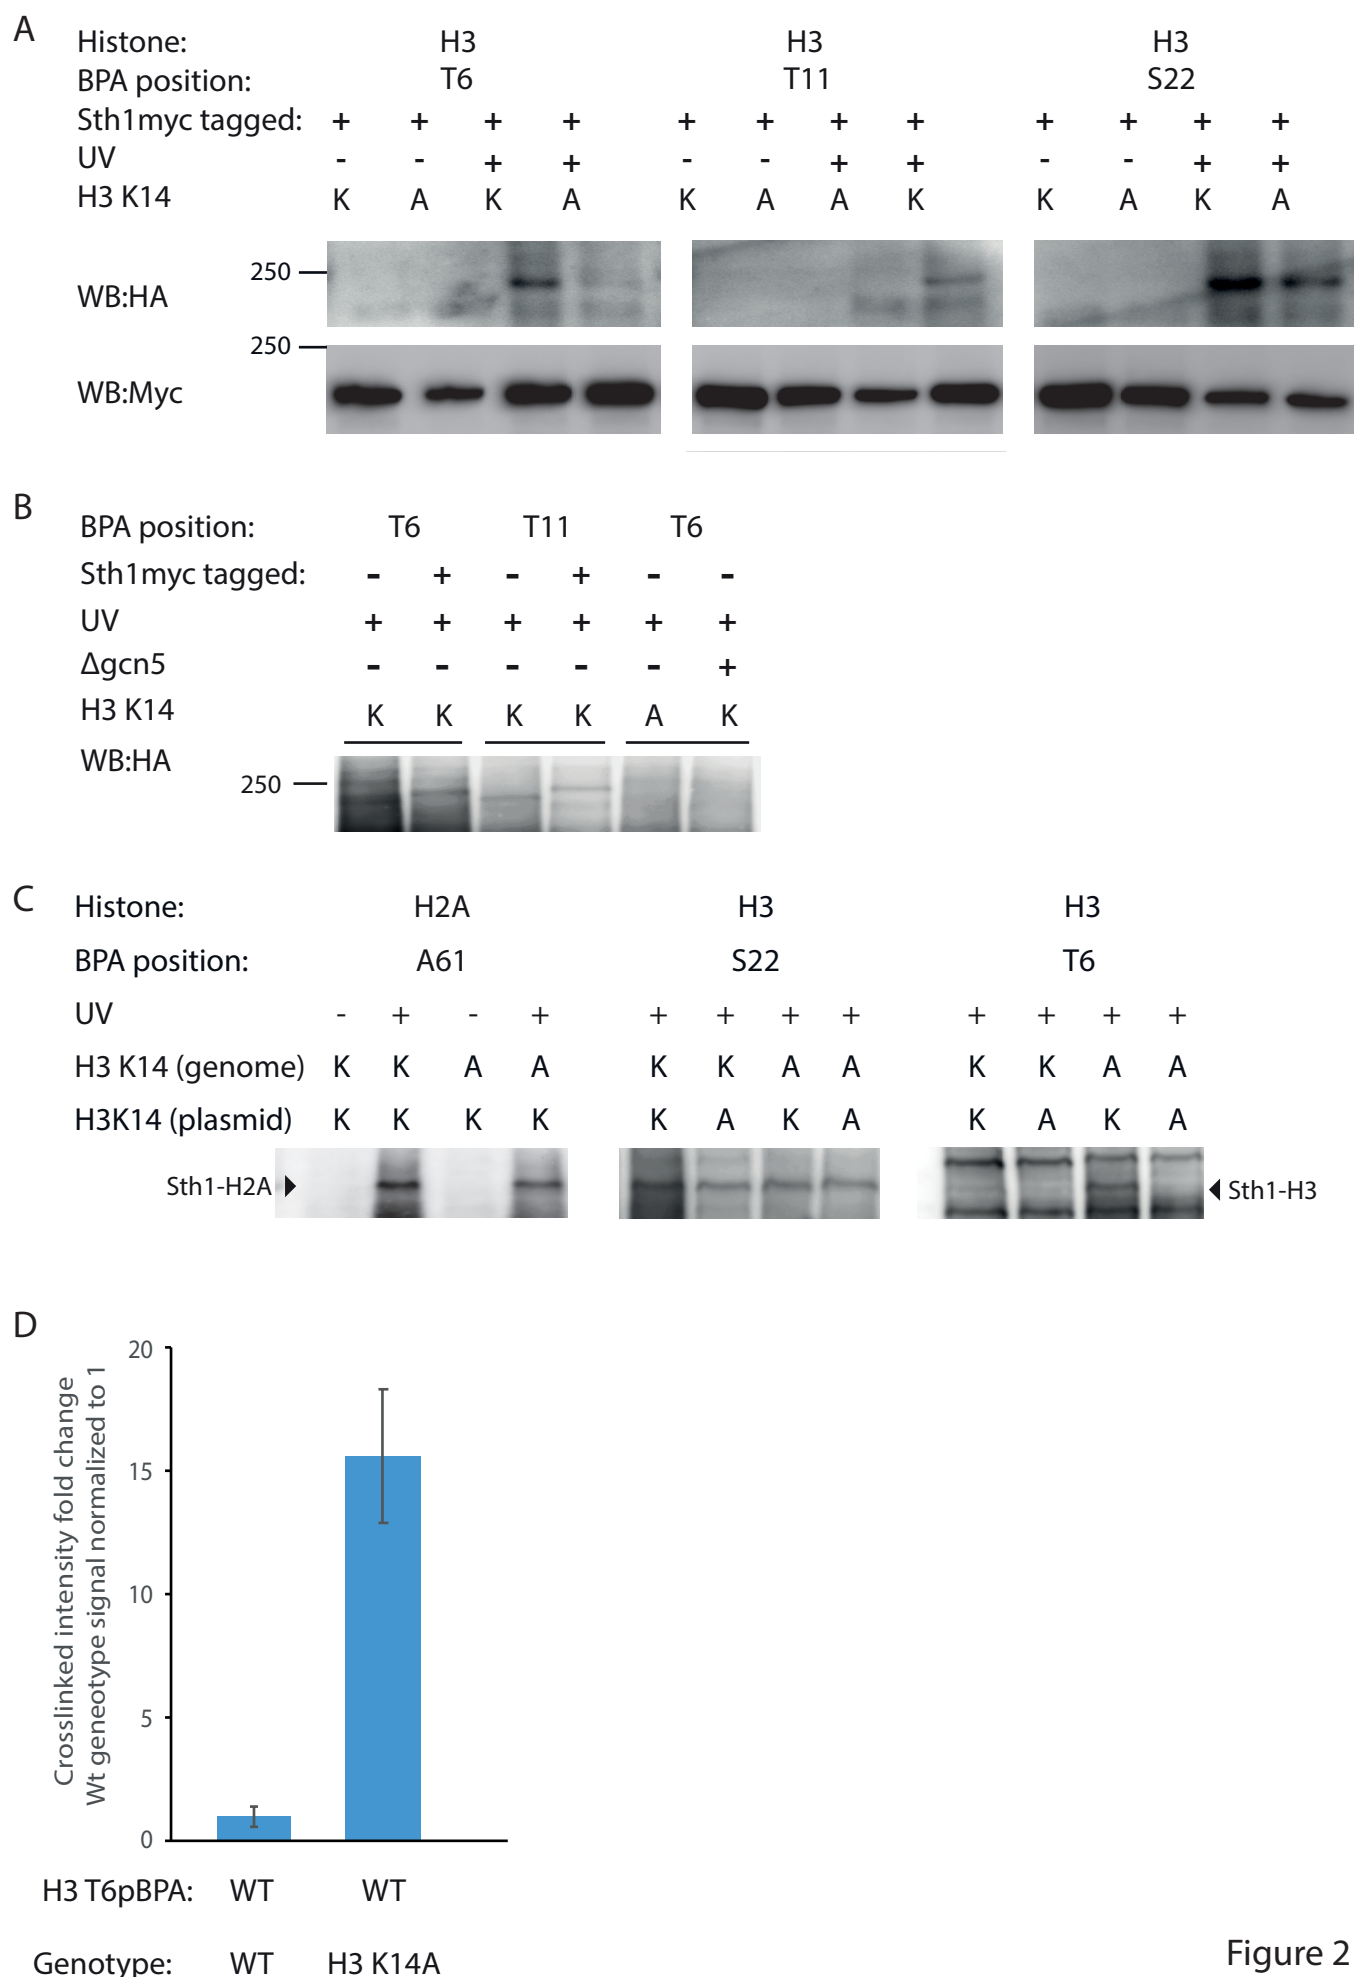 A
Histone: H3 H3 H3
BPA position: T6 T11 S22
Sth1myc tagged: + + + + + + + + + + + +
UV - - + + - - + + - - + +
H3 K14 K A K A K A A K K A K A
250
WB:HA
250
WB:Myc
B
BPA position: T6 T11 T6
Sth1myc tagged: - + - + - -
UV + + + + + +
Δgcn5 - - - - - +
H3 K14 K K K K A K
WB:HA
250
C
Histone: H2A H3 H3
BPA position: A61 S22 T6
UV - + - + + + + + + + + +
H3 K14 (genome) K K A A K K A A K K A A
H3K14 (plasmid) K K K K K A K A K A K A
Sth1-H2A Sth1-H3
D
Crosslinked intensity fold change
Wt geneotype signal normalized to 1
20
15
10
5
0
H3 T6pBPA: WT WT
Genotype: WT H3 K14A
Figure 2